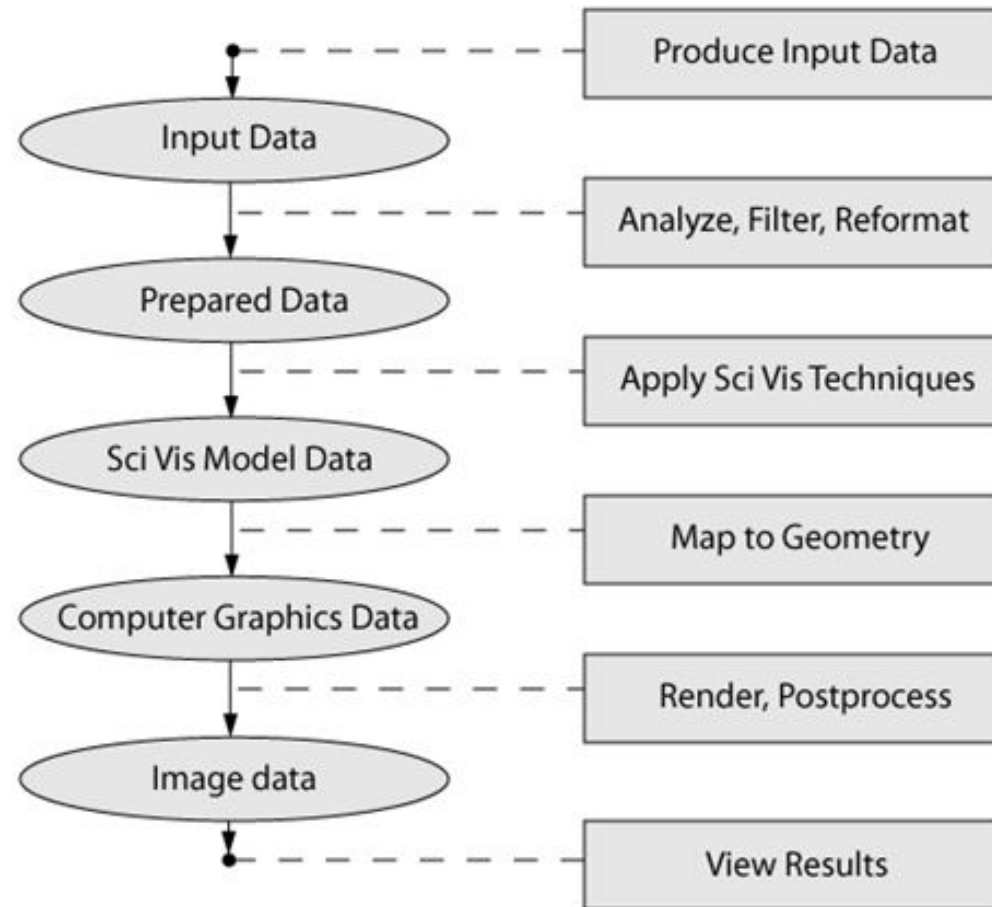 Produce Input Data
Input Data
Analyze, Filter, Reformat
Prepared Data
Apply Sci Vis Techniques
Sci Vis Model Data
Map to Geometry
Computer Graphics Data
Render, Postprocess
Image data
View Results